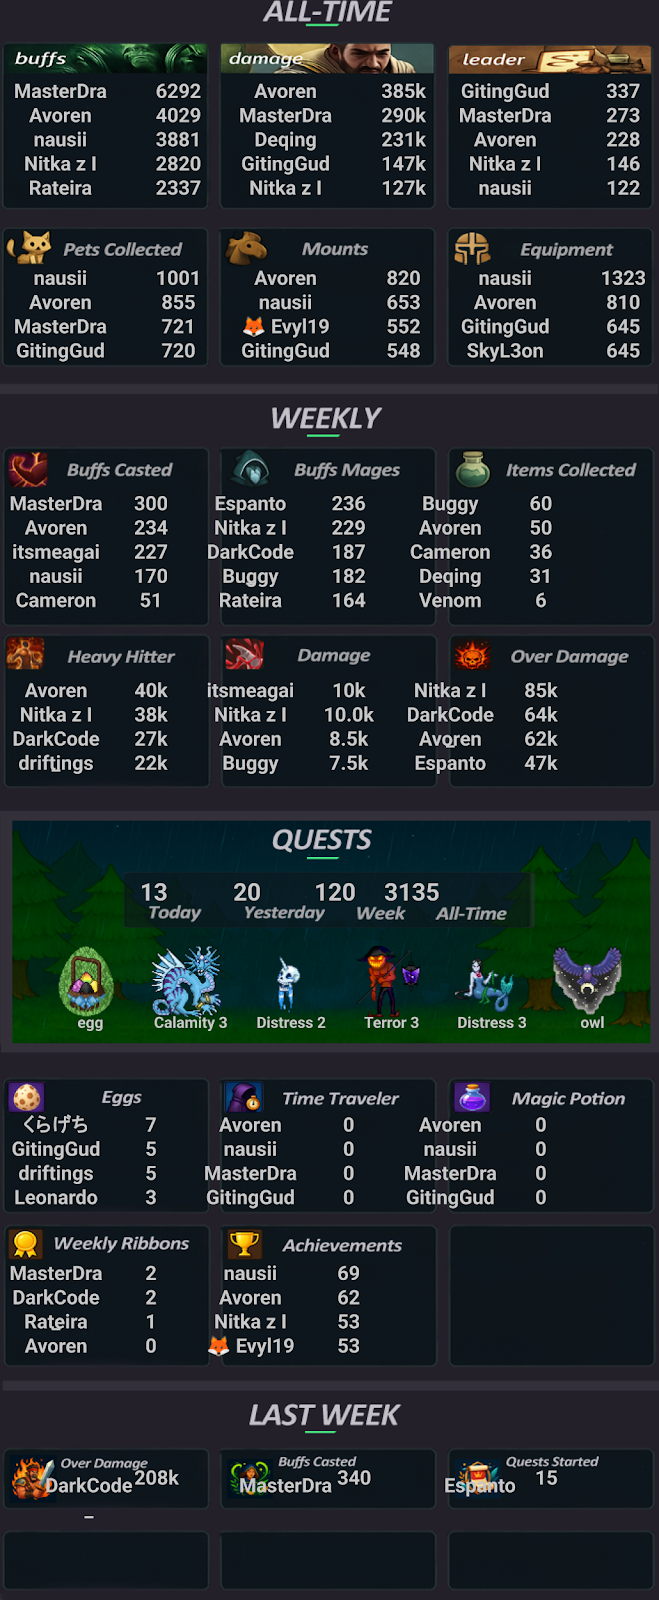 ALL-TIME
buffs
MasterDra 6292
Avoren 4029
nausii 3881
Nitka z I 2820
Rateira 2337
damage
Avoren 385k
MasterDra 290k
Deqing 231k
GitingGud 147k
Nitka z I 127k
leader
GitingGud 337
MasterDra 273
Avoren 228
Nitka z I 146
nausii 122
Pets Collected
nausii 1001
Avoren 855
MasterDra 721
GitingGud 720
Mounts
Avoren 820
nausii 653
🦊 Evyl19 552
GitingGud 548
Equipment
nausii 1323
Avoren 810
GitingGud 645
SkyL3on 645
WEEKLY
Buffs Casted
MasterDra 300
Avoren 234
itsmeagai 227
nausii 170
Cameron 51
Buffs Mages
Espanto 236
Nitka z I 229
DarkCode 187
Buggy 182
Rateira 164
Items Collected
Buggy 60
Avoren 50
Cameron 36
Deqing 31
Venom 6
Heavy Hitter
Avoren 40k
Nitka z I 38k
DarkCode 27k
driftings 22k
Damage
itsmeagai 10k
Nitka z I 10.0k
Avoren 8.5k
Buggy 7.5k
Over Damage
Nitka z I 85k
DarkCode 64k
Avoren 62k
Espanto 47k
QUESTS
13 20 120 3135
Today Yesterday Week All-Time
egg Calamity 3 Distress 2 Terror 3 Distress 3 owl
Eggs
くらげち 7
GitingGud 5
driftings 5
Leonardo 3
Time Traveler
Avoren 0
nausii 0
MasterDra 0
GitingGud 0
Magic Potion
Avoren 0
nausii 0
MasterDra 0
GitingGud 0
Weekly Ribbons
MasterDra 2
DarkCode 2
Rateira 1
Avoren 0
Achievements
nausii 69
Avoren 62
Nitka z I 53
🦊 Evyl19 53
LAST WEEK
Over Damage
DarkCode 208k
Buffs Casted
MasterDra 340
Quests Started
Espanto 15
–